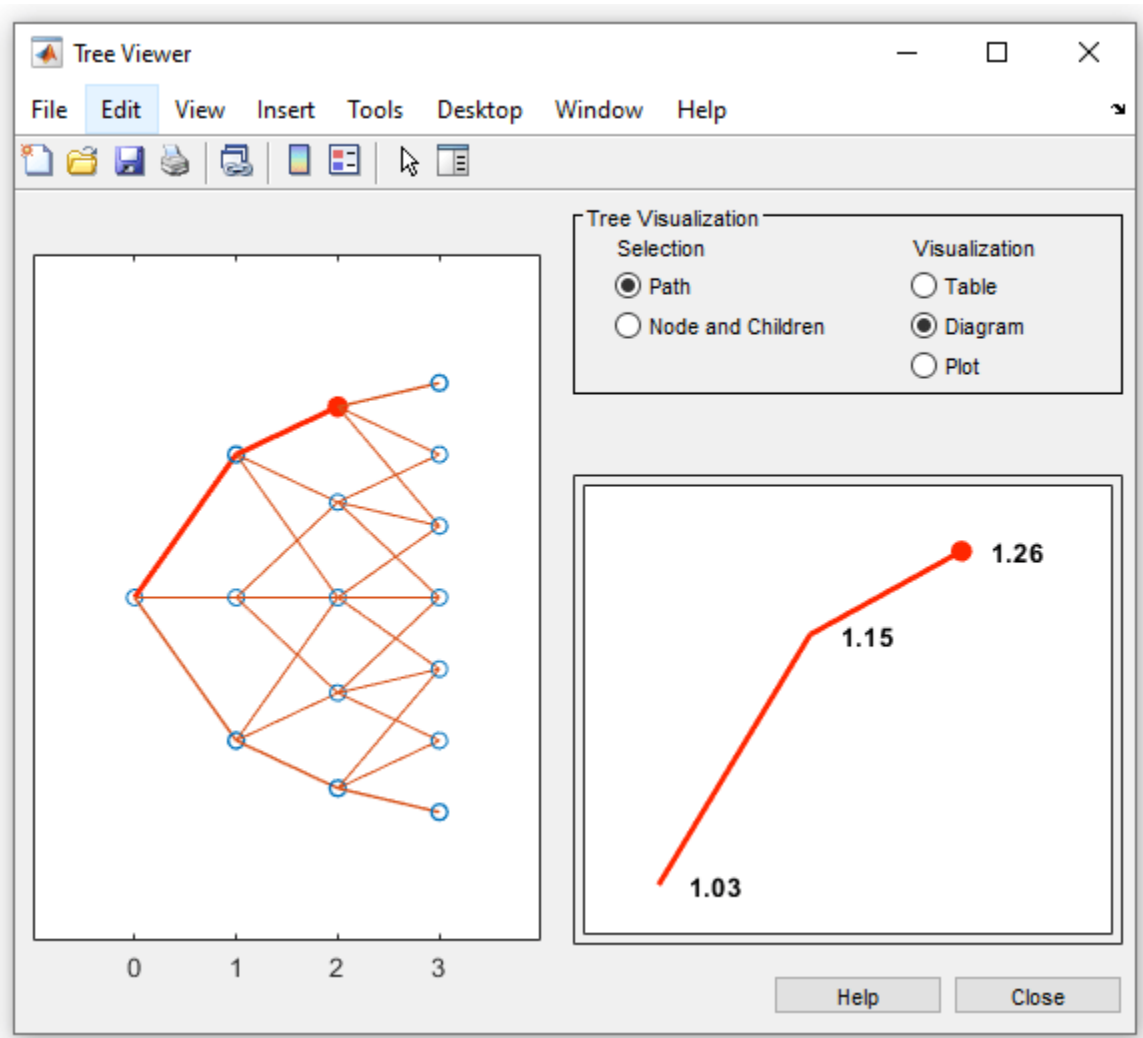 Tree Viewer
File Edit View Insert Tools Desktop Window Help
Tree Visualization
Selection Visualization
Path Table
Node and Children Diagram
Plot
1.26
1.15
1.03
0 1 2 3
Help Close